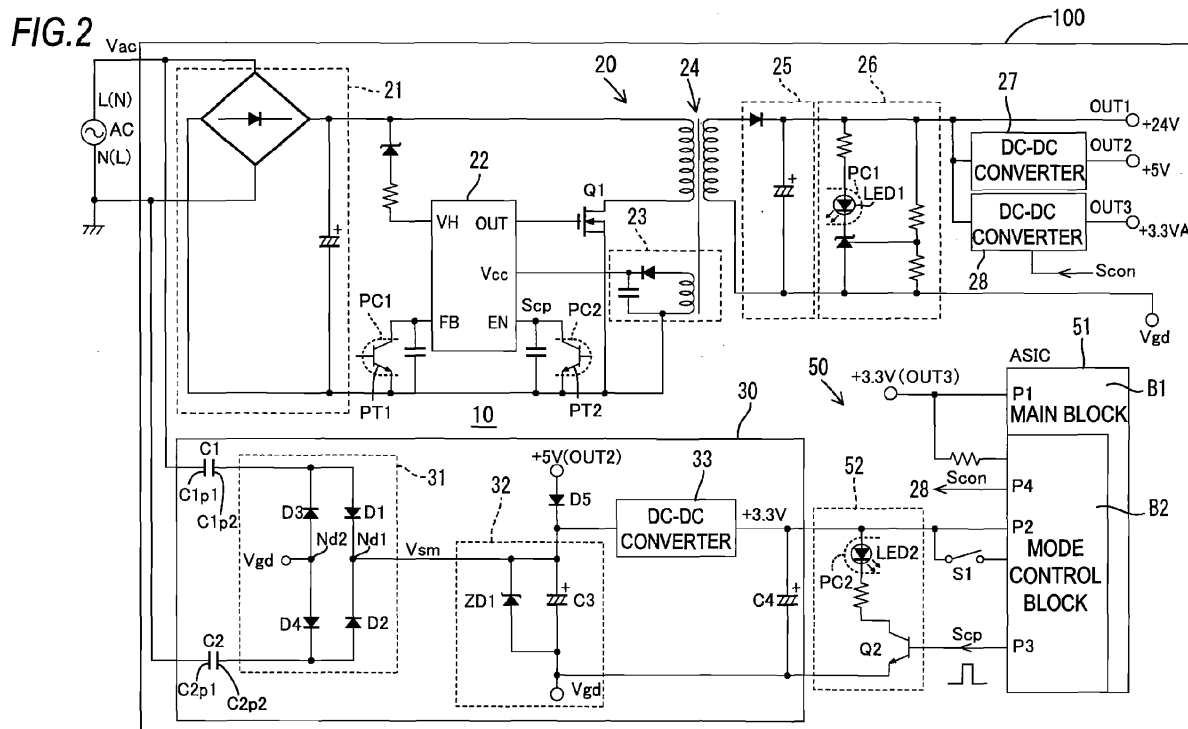 FIG.2
Vac
100
L(N)
AC
N(L)
21
20
24
25
26
27
OUT1
+24V
DC-DC
CONVERTER
OUT2
+5V
DC-DC
CONVERTER
OUT3
+3.3VA
28
Scon
Vgd
PC1
LED1
22
Q1
VH
OUT
23
Vcc
FB
EN
Scp
PC1
PC2
PT1
PT2
10
30
50
51
ASIC
+3.3V(OUT3)
P1
MAIN BLOCK
B1
Scon
28
P4
B2
P2
MODE
CONTROL
BLOCK
S1
P3
Scp
52
LED2
PC2
Q2
C1
C1p1
C1p2
31
D3
D1
Nd2
Nd1
Vgd
Vsm
D4
D2
C2
C2p1
C2p2
32
+5V(OUT2)
D5
33
DC-DC
CONVERTER
+3.3V
ZD1
C3
C4
Vgd